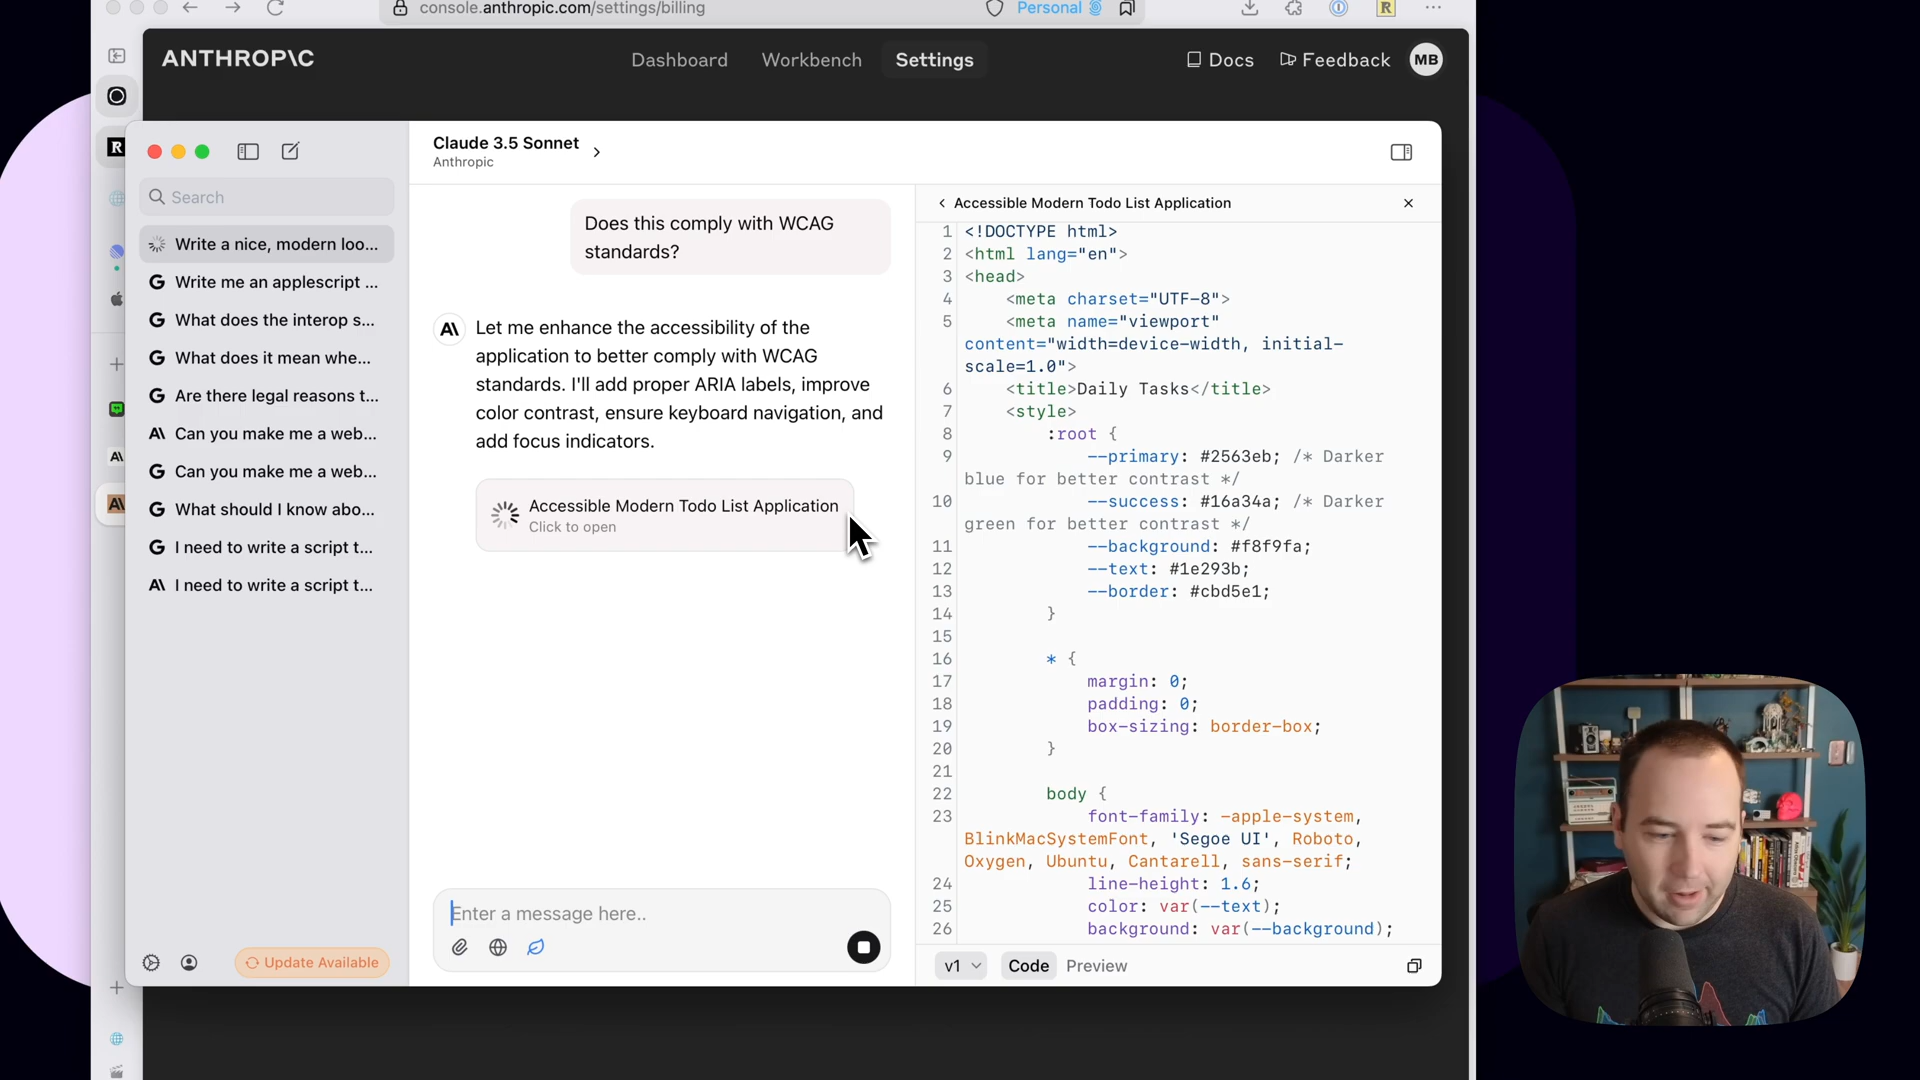 console.anthropic.com/settings/billing
Personal
R
ANTHROP\C
Dashboard
Workbench
Settings
Docs
Feedback
MB
R
Search
Write a nice, modern loo...
Write me an applescript ...
What does the interop s...
What does it mean whe...
Are there legal reasons t...
Can you make me a web...
Can you make me a web...
What should I know abo...
I need to write a script t...
I need to write a script t...
Update Available
Claude 3.5 Sonnet
Anthropic
Does this comply with WCAG
standards?
Let me enhance the accessibility of the
application to better comply with WCAG
standards. I'll add proper ARIA labels, improve
color contrast, ensure keyboard navigation, and
add focus indicators.
Accessible Modern Todo List Application
Click to open
Enter a message here..
Accessible Modern Todo List Application
1 <!DOCTYPE html>
2 <html lang="en">
3 <head>
4 <meta charset="UTF-8">
5 <meta name="viewport"
content="width=device-width, initial-
scale=1.0">
6 <title>Daily Tasks</title>
7 <style>
8 :root {
9 --primary: #2563eb; /* Darker
blue for better contrast */
10 --success: #16a34a; /* Darker
green for better contrast */
11 --background: #f8f9fa;
12 --text: #1e293b;
13 --border: #cbd5e1;
14 }
15
16 * {
17 margin: 0;
18 padding: 0;
19 box-sizing: border-box;
20 }
21
22 body {
23 font-family: -apple-system,
BlinkMacSystemFont, 'Segoe UI', Roboto,
Oxygen, Ubuntu, Cantarell, sans-serif;
24 line-height: 1.6;
25 color: var(--text);
26 background: var(--background);
v1
Code
Preview